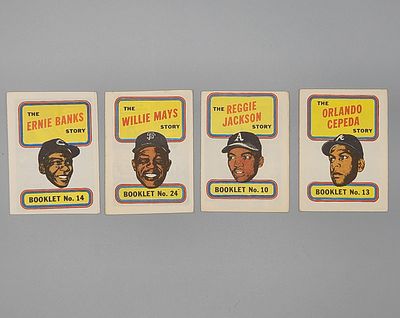 THE
ERNIE BANKS
STORY
BOOKLET No. 14
THE
WILLIE MAYS
STORY
SF
BOOKLET No. 24
THE
REGGIE
JACKSON
STORY
A
BOOKLET No. 10
THE
ORLANDO
CEPEDA
STORY
A
BOOKLET No. 13